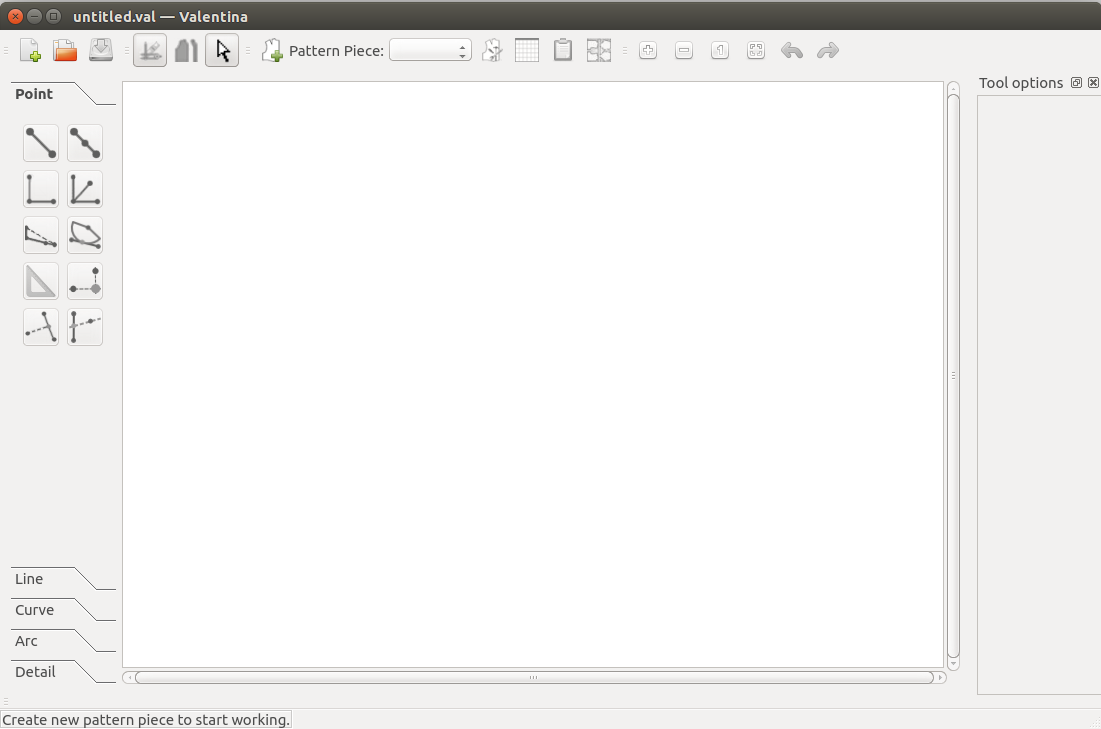 untitled.val — Valentina
Pattern Piece:
Point
Tool options
Line
Curve
Arc
Detail
Create new pattern piece to start working.